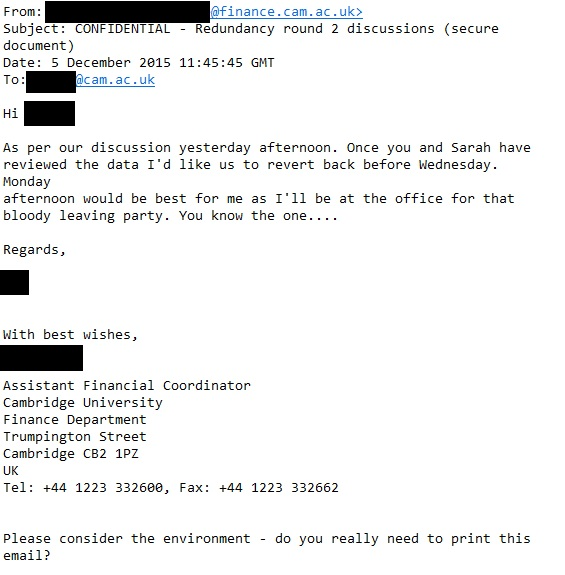 From: @finance.cam.ac.uk>
Subject: CONFIDENTIAL - Redundancy round 2 discussions (secure
document)
Date: 5 December 2015 11:45:45 GMT
To: @cam.ac.uk
Hi
As per our discussion yesterday afternoon. Once you and Sarah have
reviewed the data I'd like us to revert back before Wednesday.
Monday
afternoon would be best for me as I'll be at the office for that
bloody leaving party. You know the one....
Regards,
With best wishes,
Assistant Financial Coordinator
Cambridge University
Finance Department
Trumpington Street
Cambridge CB2 1PZ
UK
Tel: +44 1223 332600, Fax: +44 1223 332662
Please consider the environment - do you really need to print this
email?